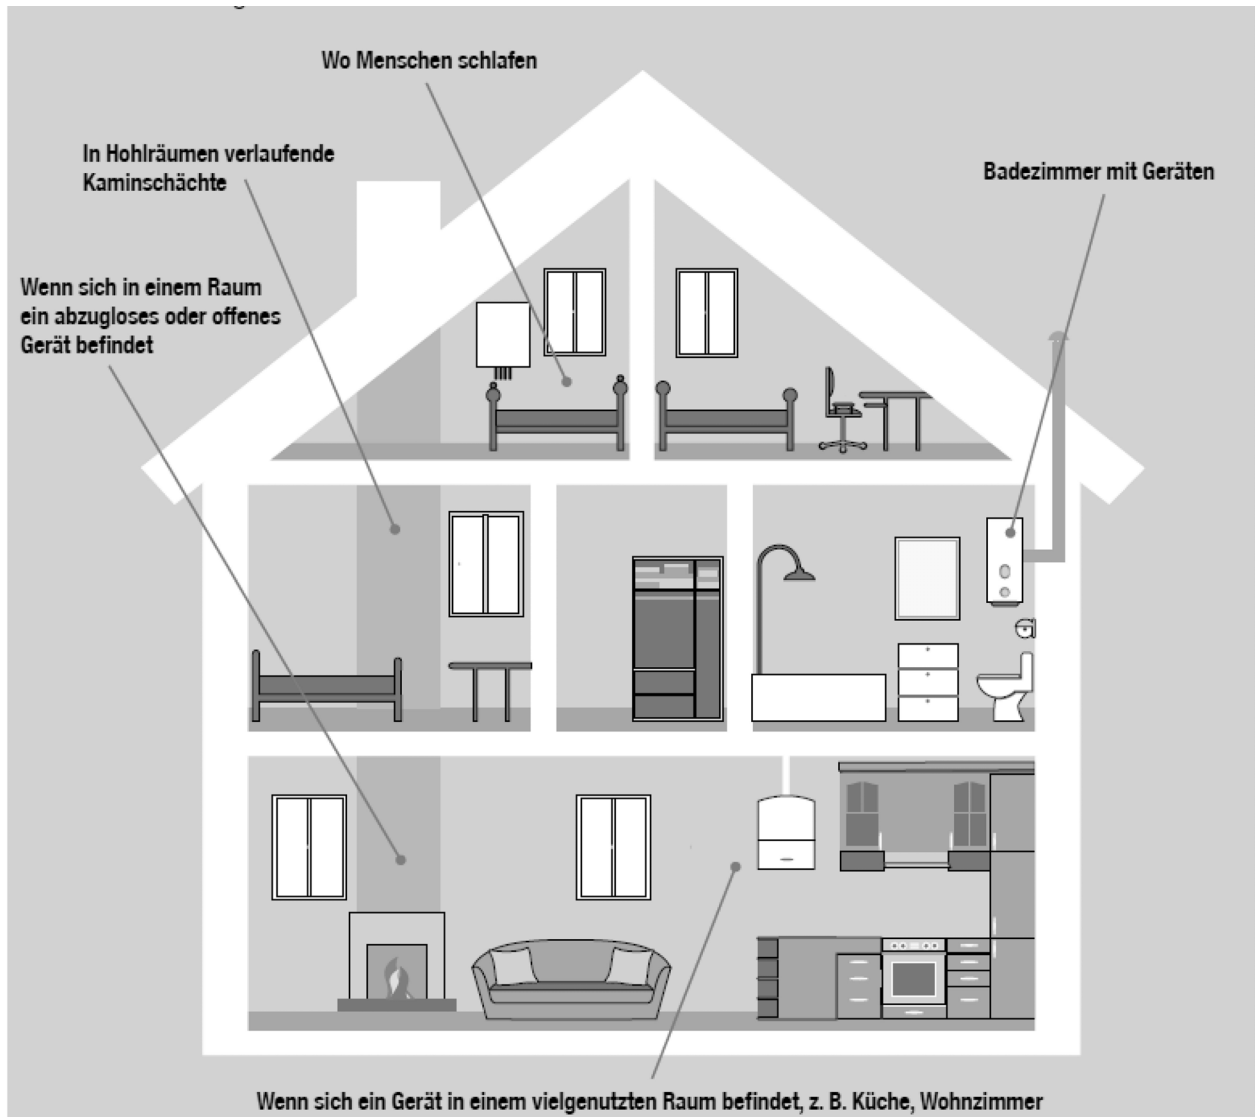 Wo Menschen schlafen
In Hohlräumen verlaufende
Kaminschächte
Badezimmer mit Geräten
Wenn sich in einem Raum
ein abzugloses oder offenes
Gerät befindet
Wenn sich ein Gerät in einem vielgenutzten Raum befindet, z. B. Küche, Wohnzimmer